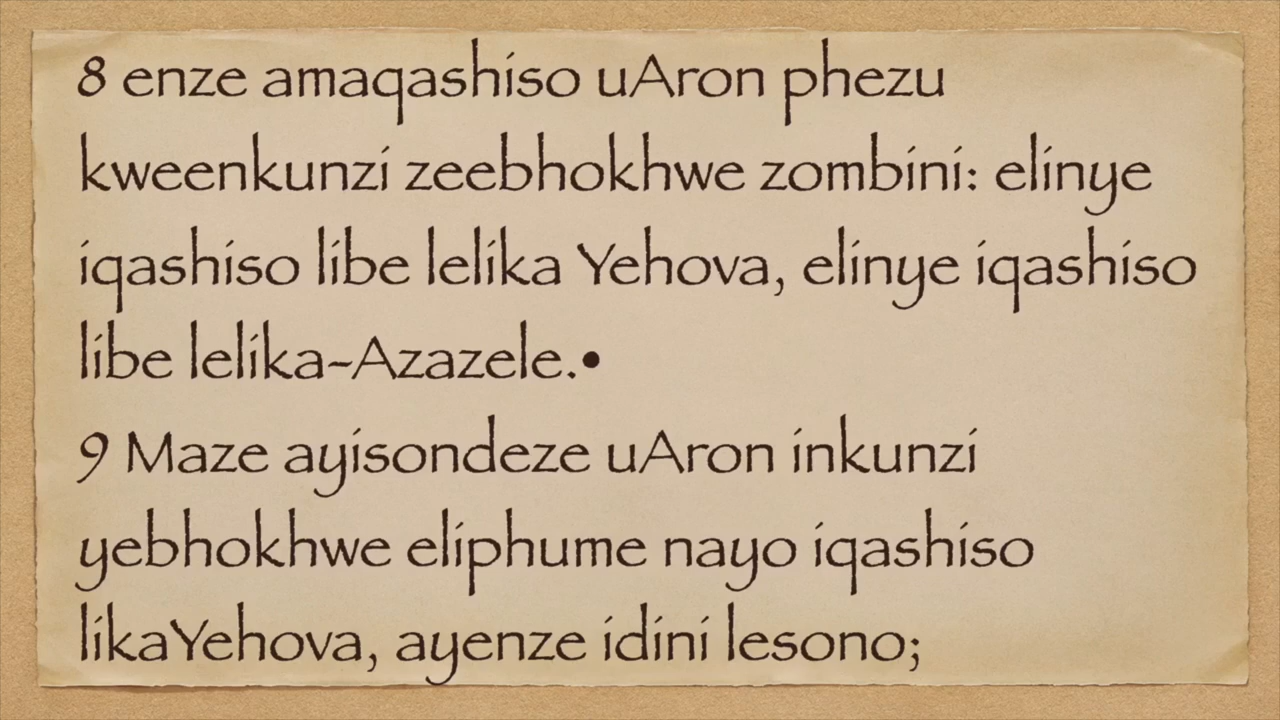 8 enze amaqashiso uAron phezu
kweenkunzi zeebhokhwe zombini: elinye
iqashiso libe lelika Yehova, elinye iqashiso
libe lelika-Azazele.•
9 Maze ayisondeze uAron inkunzi
yebhokhwe eliphume nayo iqashiso
likaYehova, ayenze idini lesono;